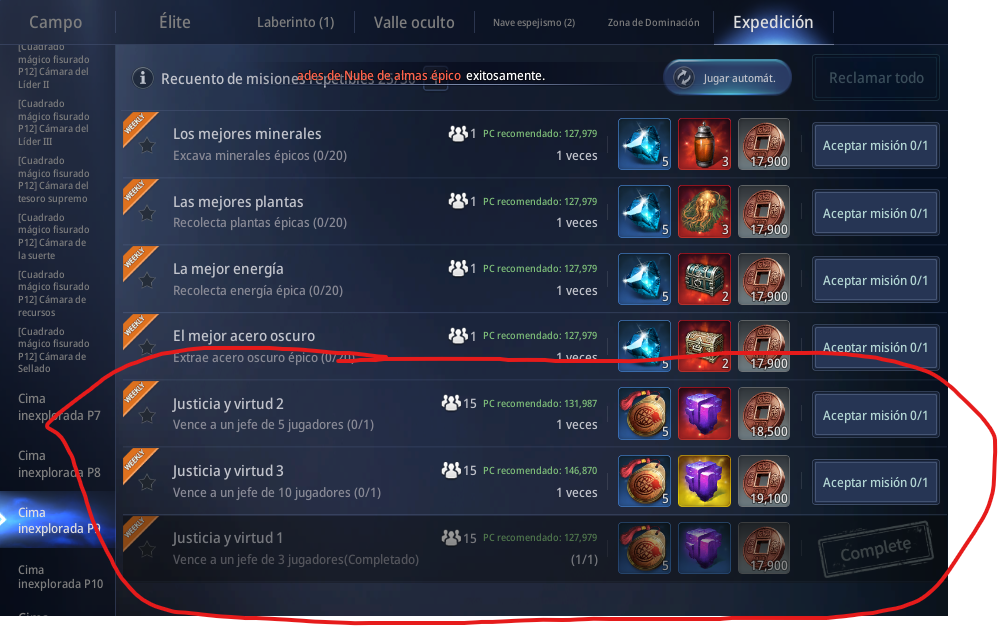 Campo
Élite
Laberinto (1)
Valle oculto
Nave espejismo (2)
Zona de Dominación
Expedición
[Cuadrado
mágico fisurado
P12] Cámara del
Líder II
[Cuadrado
mágico fisurado
P12] Cámara del
Líder III
[Cuadrado
mágico fisurado
P12] Cámara del
tesoro supremo
[Cuadrado
mágico fisurado
P12] Cámara de
la suerte
[Cuadrado
mágico fisurado
P12] Cámara de
recursos
[Cuadrado
mágico fisurado
P12] Cámara de
Sellado
Cima
inexplorada P7
Cima
inexplorada P8
Cima
inexplorada P9
Cima
inexplorada P10
Cima
Recuento de misiones repetibles
ades de Nube de almas épico exitosamente.
Jugar automát.
Reclamar todo
WEEKLY
Los mejores minerales
Excava minerales épicos (0/20)
1 PC recomendado: 127,979
1 veces
5
3
17,900
Aceptar misión 0/1
WEEKLY
Las mejores plantas
Recolecta plantas épicas (0/20)
1 PC recomendado: 127,979
1 veces
5
3
17,900
Aceptar misión 0/1
WEEKLY
La mejor energía
Recolecta energía épica (0/20)
1 PC recomendado: 127,979
1 veces
5
2
17,900
Aceptar misión 0/1
WEEKLY
El mejor acero oscuro
Extrae acero oscuro épico (0/20)
1 PC recomendado: 127,979
1 veces
5
2
17,900
Aceptar misión 0/1
WEEKLY
Justicia y virtud 2
Vence a un jefe de 5 jugadores (0/1)
15 PC recomendado: 131,987
1 veces
5
18,500
Aceptar misión 0/1
WEEKLY
Justicia y virtud 3
Vence a un jefe de 10 jugadores (0/1)
15 PC recomendado: 146,870
1 veces
5
19,100
Aceptar misión 0/1
WEEKLY
Justicia y virtud 1
Vence a un jefe de 3 jugadores(Completado)
15 PC recomendado: 127,979
(1/1)
5
17,900
Complete